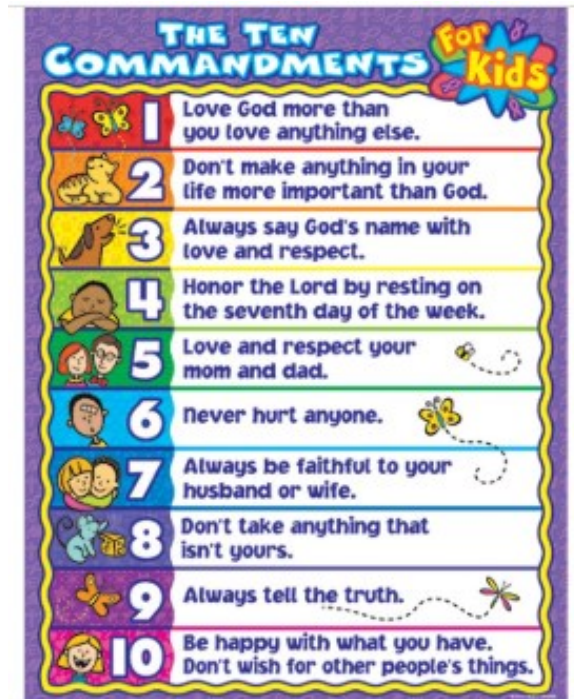 THE TEN
COMMANDMENTS
For
Kids
1
Love God more than
you love anything else.
2
Don't make anything in your
life more important than God.
3
Always say God's name with
love and respect.
4
Honor the Lord by resting on
the seventh day of the week.
5
Love and respect your
mom and dad.
6
Never hurt anyone.
7
Always be faithful to your
husband or wife.
8
Don't take anything that
isn't yours.
9
Always tell the truth.
10
Be happy with what you have.
Don't wish for other people's things.